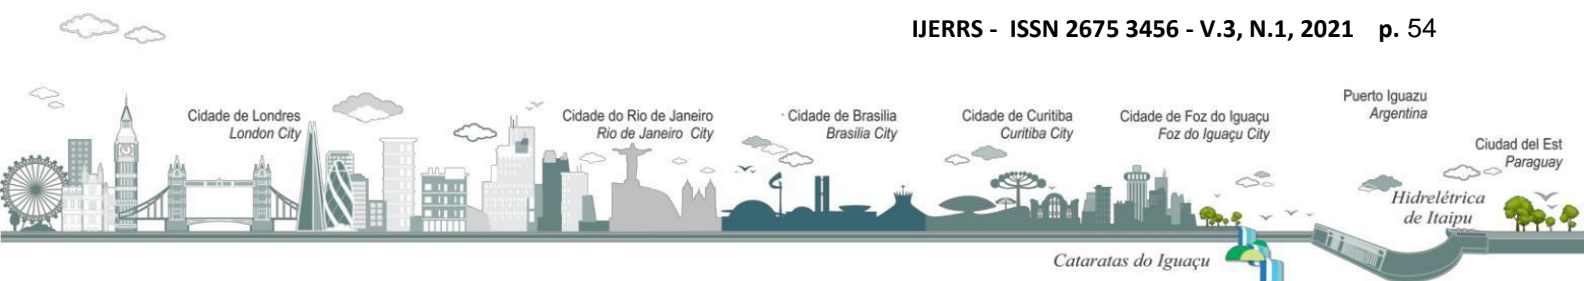 IJERRS - ISSN 2675 3456 - V.3, N.1, 2021 p. 54
Cidade de Londres
London City
Cidade do Rio de Janeiro
Rio de Janeiro City
Cidade de Brasilia
Brasilia City
Cidade de Curitiba
Curitiba City
Cidade de Foz do Iguaçu
Foz do Iguaçu City
Puerto Iguazu
Argentina
Ciudad del Est
Paraguay
Hidrelétrica
de Itaipu
Cataratas do Iguaçu